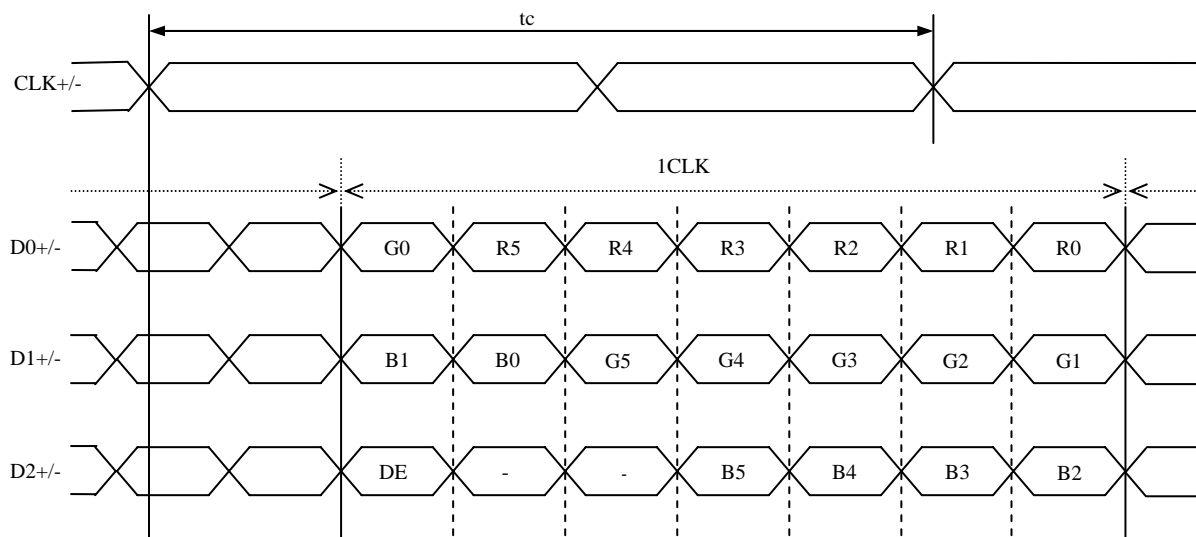 tc
CLK+/-
1CLK
D0+/- G0 R5 R4 R3 R2 R1 R0
D1+/- B1 B0 G5 G4 G3 G2 G1
D2+/- DE - - B5 B4 B3 B2